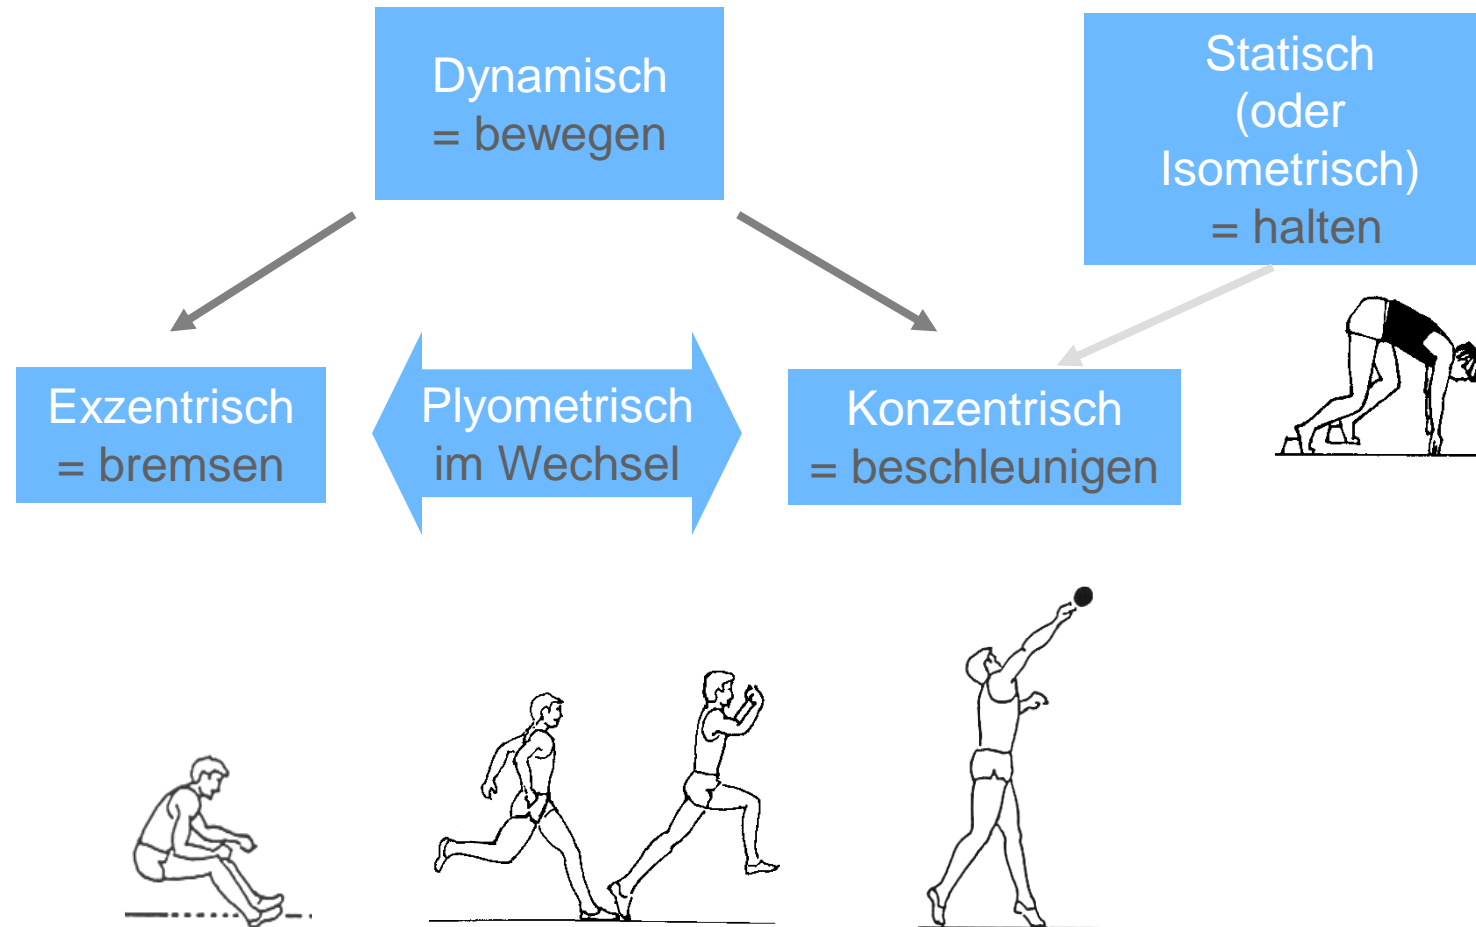 Dynamisch
= bewegen
Statisch
(oder
Isometrisch)
= halten
Exzentrisch
= bremsen
Plyometrisch
im Wechsel
Konzentrisch
= beschleunigen